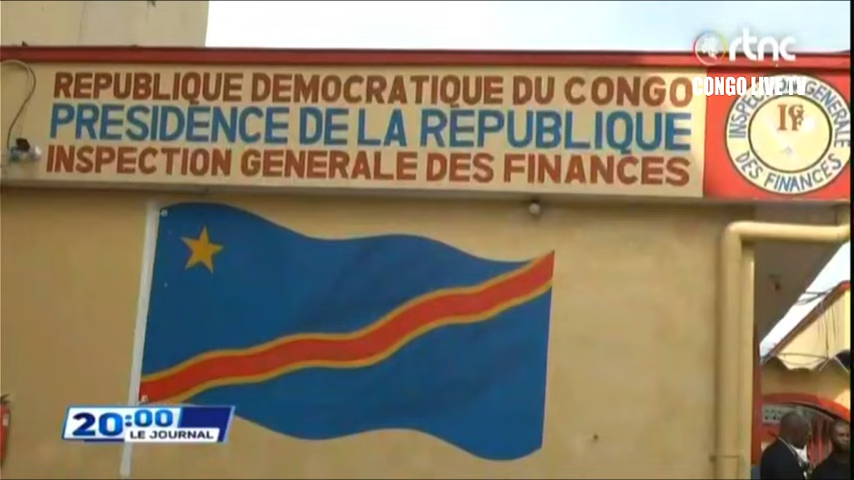 rtnc
CONGO LIVE TV
REPUBLIQUE DEMOCRATIQUE DU CONGO
PRESIDENCE DE LA RÉPUBLIQUE
INSPECTION GENERALE DES FINANCES
INSPECTION GENERALE
IGF
DES FINANCES
20:00
LE JOURNAL